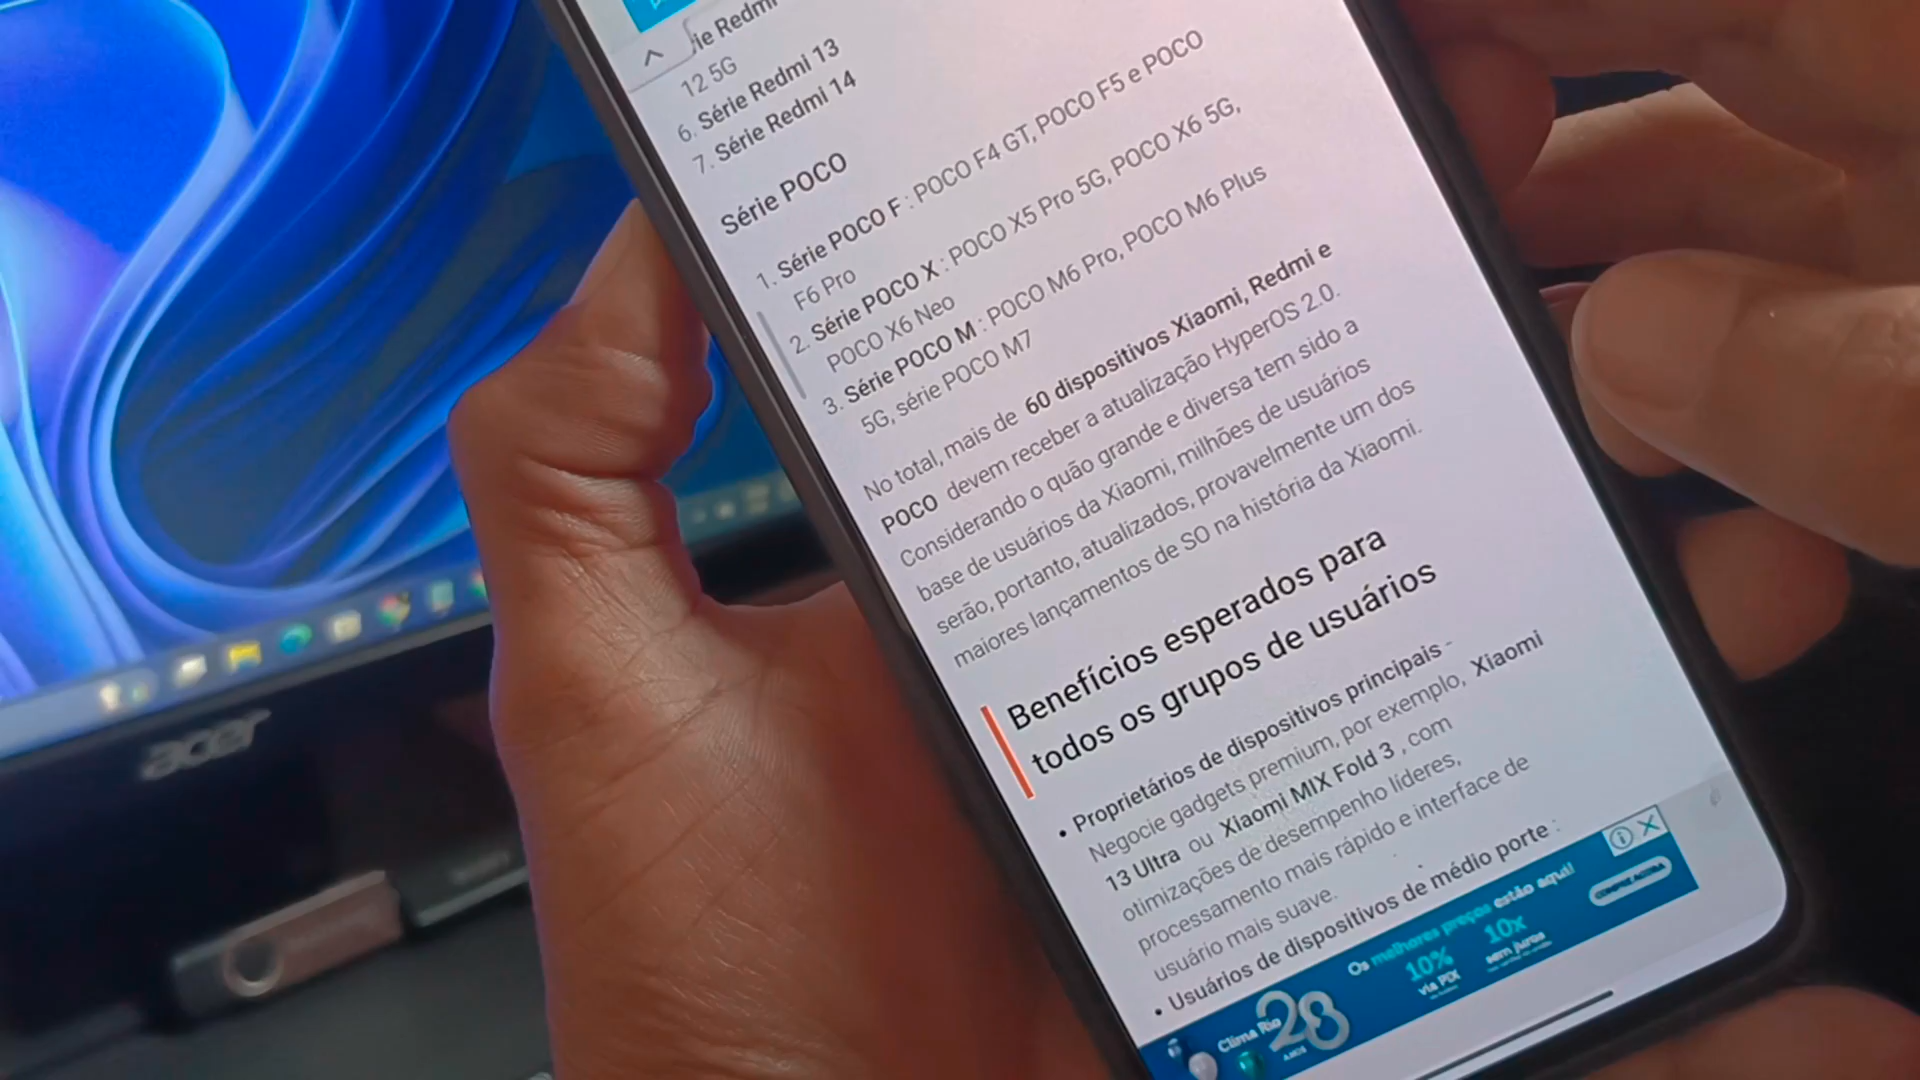 ie Redmi
12 5G
6. Série Redmi 13
7. Série Redmi 14
Série POCO
1. Série POCO F : POCO F4 GT, POCO F5 e POCO
F6 Pro
2. Série POCO X : POCO X5 Pro 5G, POCO X6 5G,
POCO X6 Neo
3. Série POCO M : POCO M6 Pro, POCO M6 Plus
5G, série POCO M7
No total, mais de 60 dispositivos Xiaomi, Redmi e
POCO devem receber a atualização HyperOS 2.0.
Considerando o quão grande e diversa tem sido a
base de usuários da Xiaomi, milhões de usuários
serão, portanto, atualizados, provavelmente um dos
maiores lançamentos de SO na história da Xiaomi.
Benefícios esperados para
todos os grupos de usuários
• Proprietários de dispositivos principais -
Negocie gadgets premium, por exemplo, Xiaomi
13 Ultra ou Xiaomi MIX Fold 3 , com
otimizações de desempenho líderes,
processamento mais rápido e interface de
usuário mais suave.
• Usuários de dispositivos de médio porte :
Clima Rio
28
ANOS
Os melhores preços estão aqui!
10%
via PIX
10x
sem juros
acer